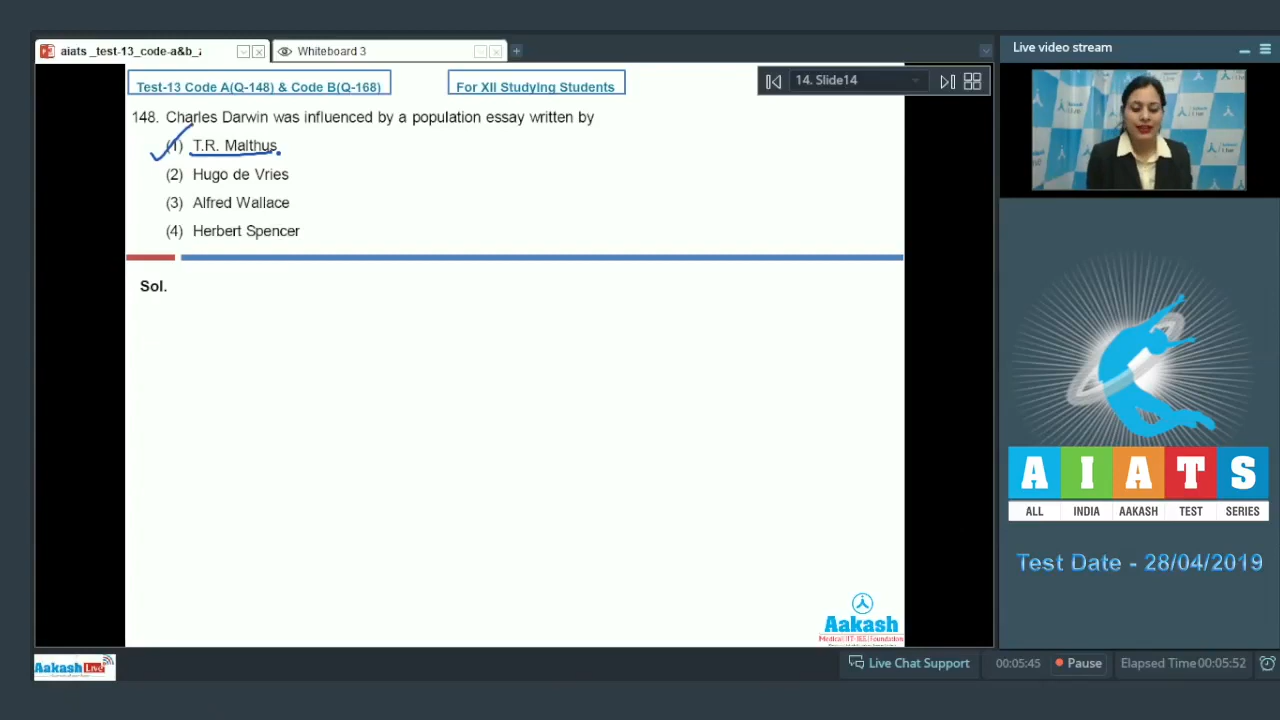 aiats _test-13_code-a&b_
Whiteboard 3
Live video stream
Test-13 Code A(Q-148) & Code B(Q-168)
For XII Studying Students
14. Slide14
148. Charles Darwin was influenced by a population essay written by
(1) T.R. Malthus
(2) Hugo de Vries
(3) Alfred Wallace
(4) Herbert Spencer
Sol.
A I A T S
ALL INDIA AAKASH TEST SERIES
Test Date - 28/04/2019
Aakash
Medical|IIT-JEE|Foundation
Aakash Live
Live Chat Support
00:05:45
Pause
Elapsed Time 00:05:52